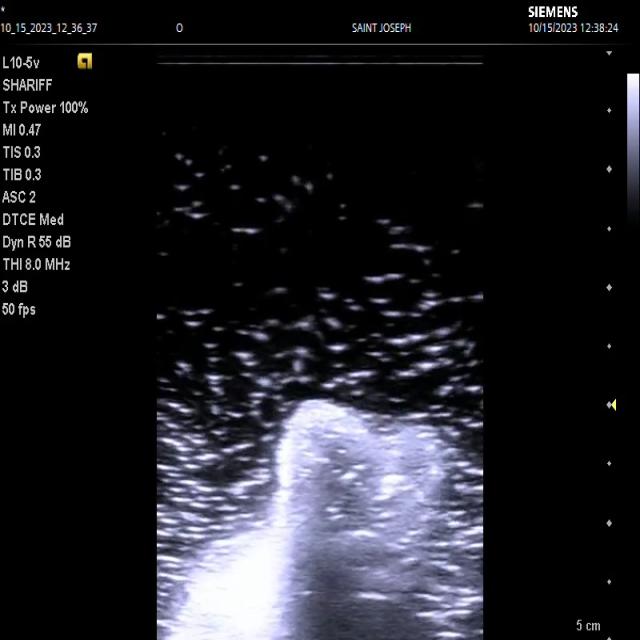 *
SIEMENS
10_15_2023_12_36_37 O SAINT JOSEPH 10/15/2023 12:38:24
L10-5v
SHARIFF
Tx Power 100%
MI 0.47
TIS 0.3
TIB 0.3
ASC 2
DTCE Med
Dyn R 55 dB
THI 8.0 MHz
3 dB
50 fps
5 cm